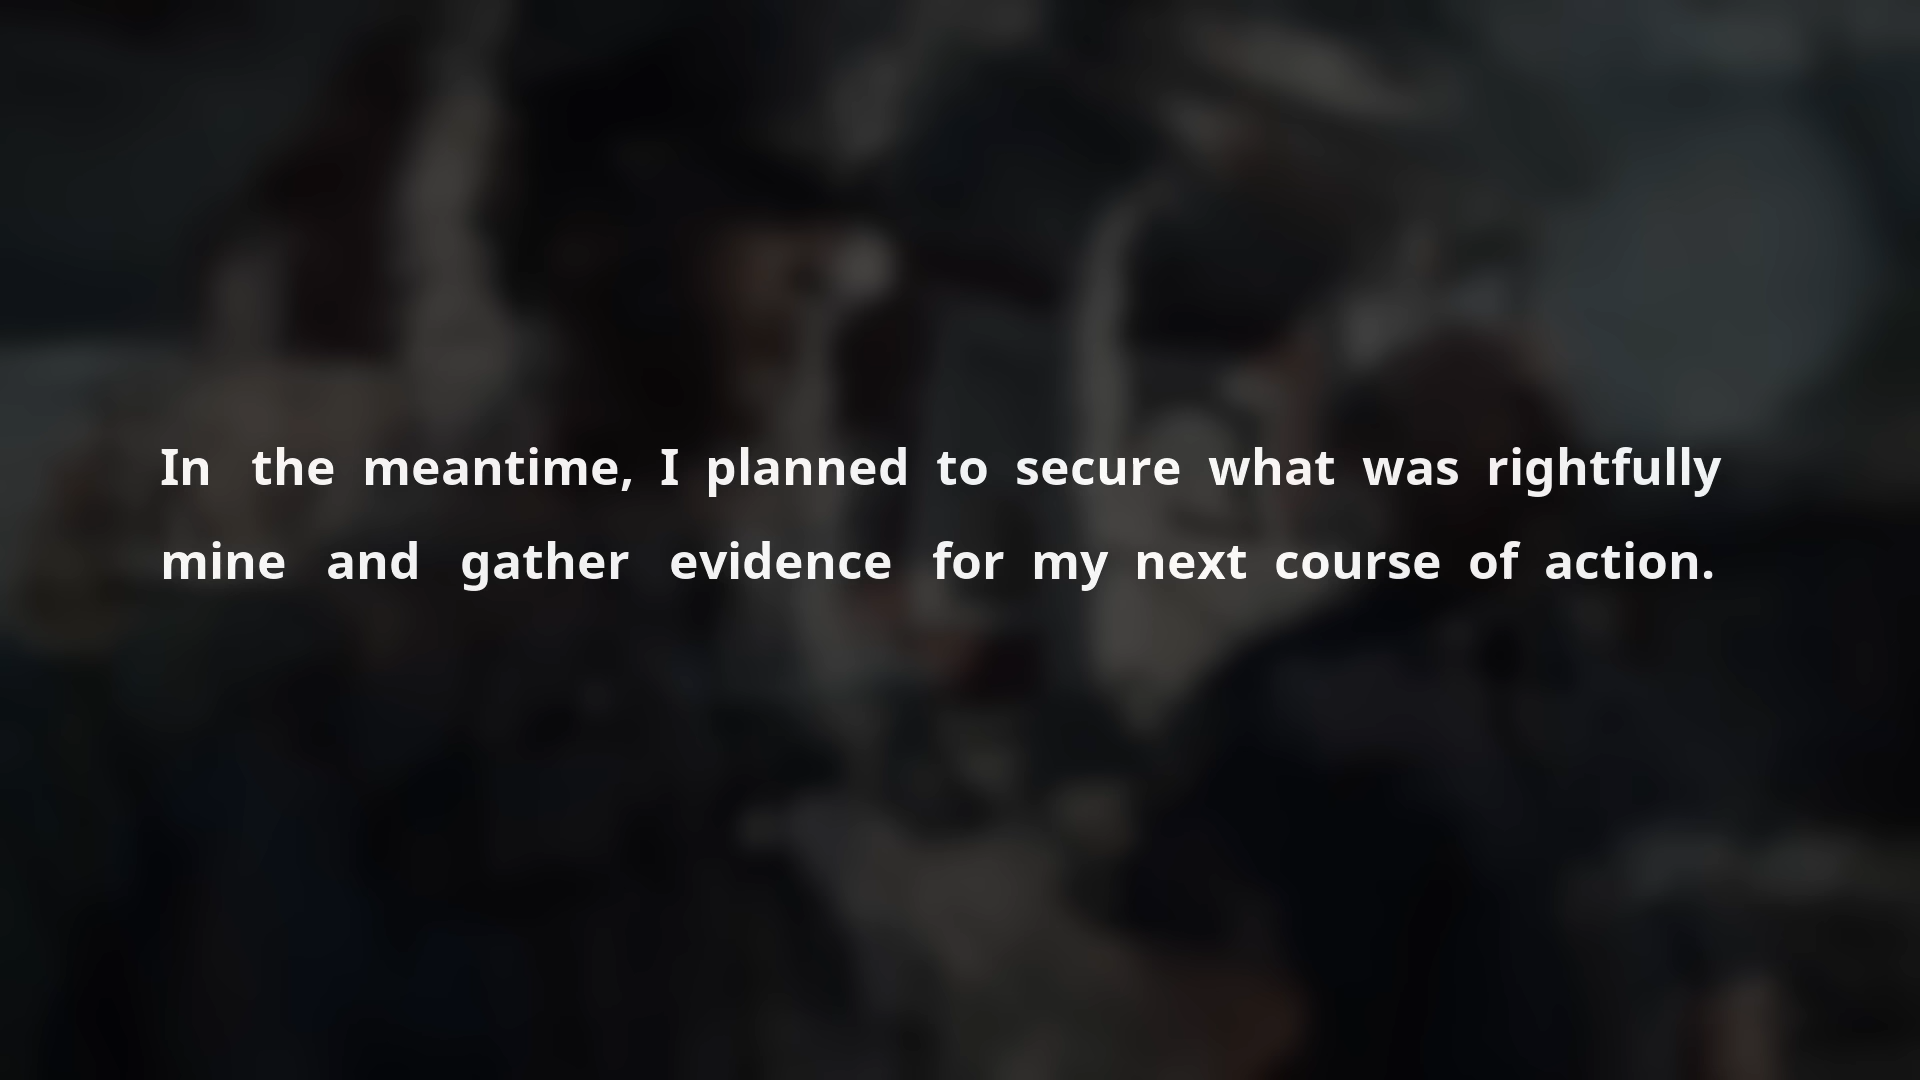 In the meantime, I planned to secure what was rightfully
mine and gather evidence for my next course of action.